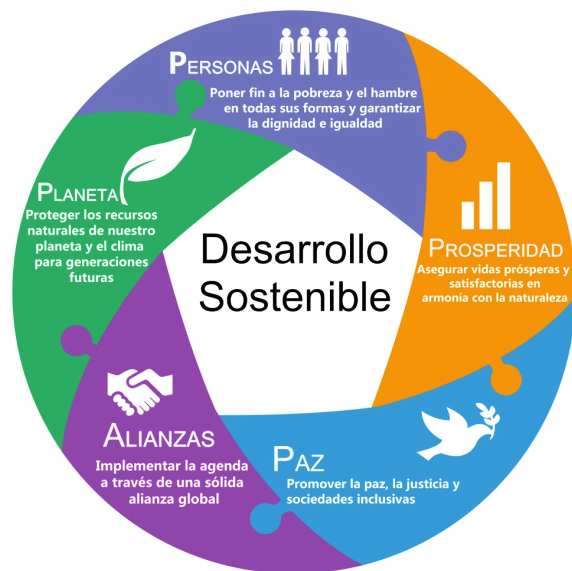 PERSONAS
Poner fin a la pobreza y el hambre
en todas sus formas y garantizar
la dignidad e igualdad
PROSPERIDAD
Asegurar vidas prósperas y
satisfactorias en
armonía con la naturaleza
PAZ
Promover la paz, la justicia y
sociedades inclusivas
ALIANZAS
Implementar la agenda
a través de una sólida
alianza global
PLANETA
Proteger los recursos
naturales de nuestro
planeta y el clima
para generaciones
futuras
Desarrollo
Sostenible